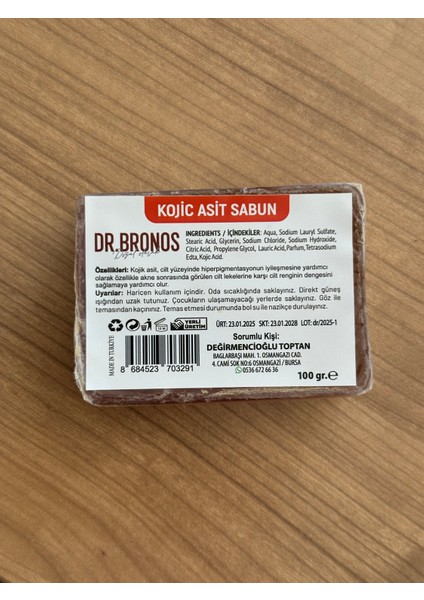 KOJİC ASİT SABUN
DR.BRONOS
INGREDIENTS / İÇİNDEKİLER: Aqua, Sodium Lauryl Sulfate,
Stearic Acid, Glycerin, Sodium Chloride, Sodium Hydroxide,
Citric Acid, Propylene Glycol, Lauric Acid, Parfum, Tetrasodium
Edta, Kojic Acid.
Özellikleri: Kojik asit, cilt yüzeyinde hiperpigmentasyonun iyileşmesine yardımcı
olarak özellikle akne sonrasında görülen cilt lekelerine karşı cilt renginin dengesini
sağlamaya yardımcı olur.
Uyarılar: Haricen kullanım içindir. Oda sıcaklığında saklayınız. Direkt güneş
ışığından uzak tutunuz. Çocukların ulaşamayacağı yerlerde saklayınız. Göz ile
temasından kaçınınız. Temas etmesi durumunda bol su ile nazikçe durulayınız.
YERLİ
ÜRETİM
ÜRT: 23.01.2025 SKT: 23.01.2028 LOT: dr/2025-1
MADE IN TURKIYE
8 684523 703291
Sorumlu Kişi:
DEĞİRMENCİOĞLU TOPTAN
BAGLARBAŞI MAH. 1. OSMANGAZİ CAD.
4. CAMİ SOK NO:6 OSMANGAZİ / BURSA
0536 672 66 36
100 gr.℮